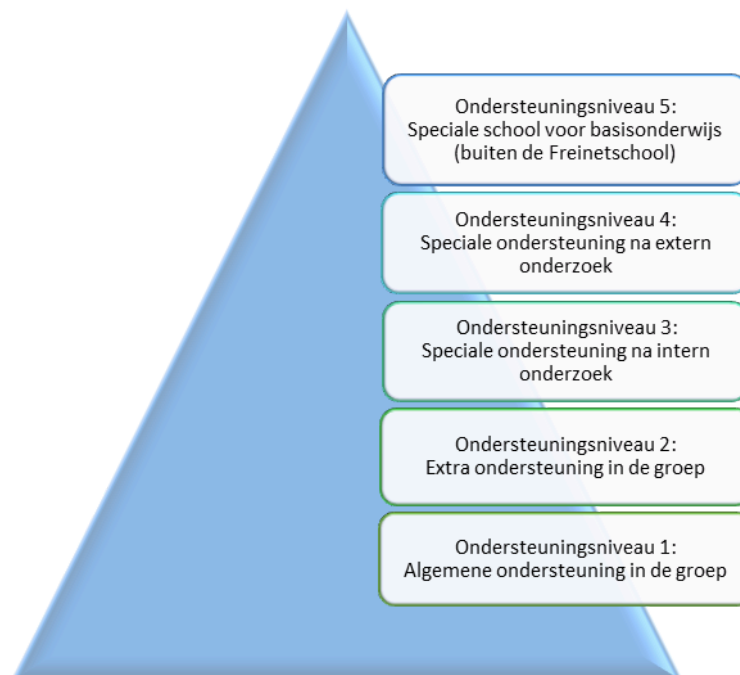 Ondersteuningsniveau 5:
Speciale school voor basisonderwijs
(buiten de Freinetschool)
Ondersteuningsniveau 4:
Speciale ondersteuning na extern
onderzoek
Ondersteuningsniveau 3:
Speciale ondersteuning na intern
onderzoek
Ondersteuningsniveau 2:
Extra ondersteuning in de groep
Ondersteuningsniveau 1:
Algemene ondersteuning in de groep